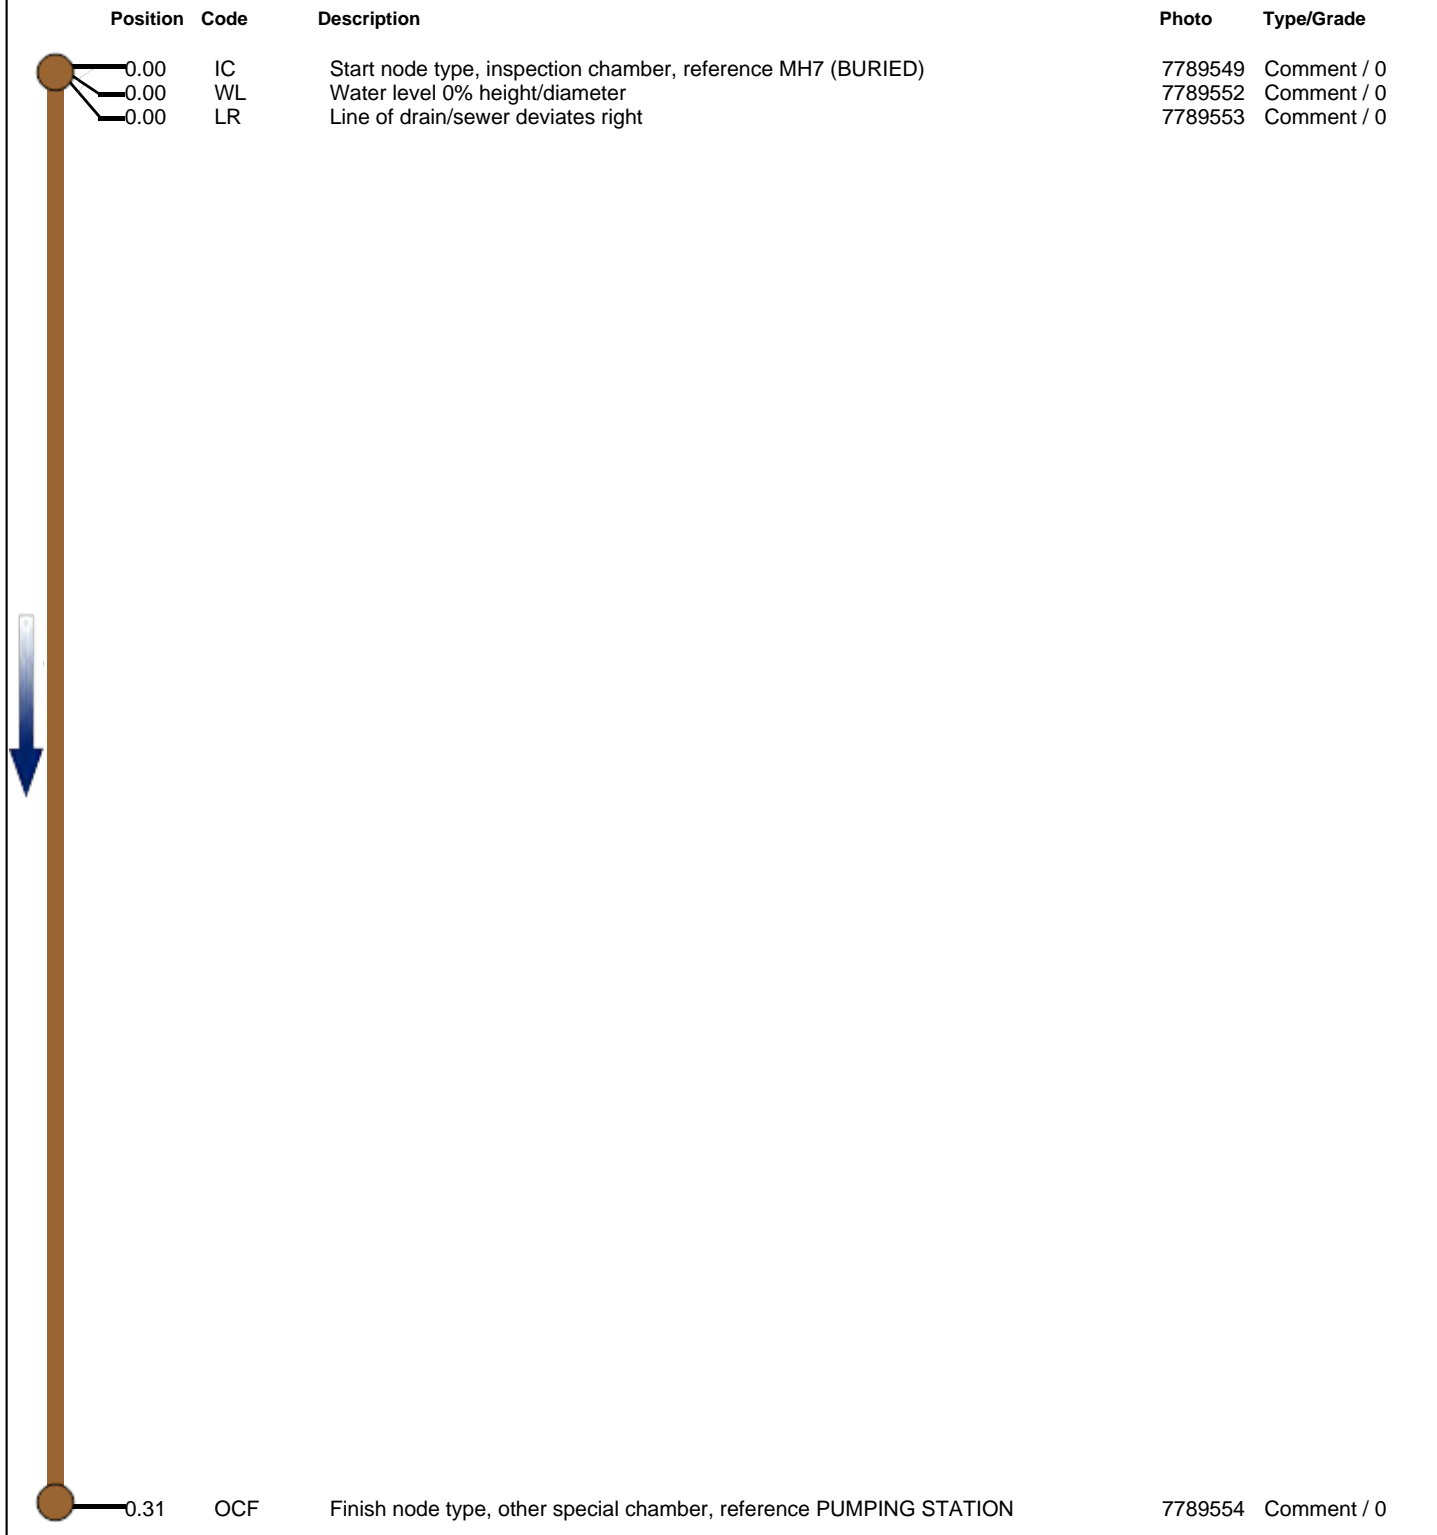 Position Code Description Photo Type/Grade
0.00 IC Start node type, inspection chamber, reference MH7 (BURIED) 7789549 Comment / 0
0.00 WL Water level 0% height/diameter 7789552 Comment / 0
0.00 LR Line of drain/sewer deviates right 7789553 Comment / 0
0.31 OCF Finish node type, other special chamber, reference PUMPING STATION 7789554 Comment / 0